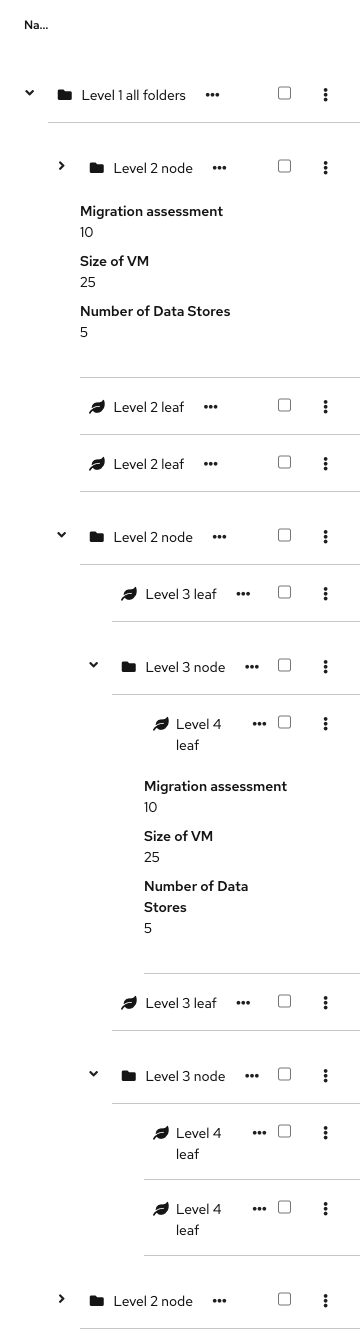 Na...
Level 1 all folders
Level 2 node
Migration assessment
10
Size of VM
25
Number of Data Stores
5
Level 2 leaf
Level 2 leaf
Level 2 node
Level 3 leaf
Level 3 node
Level 4
leaf
Migration assessment
10
Size of VM
25
Number of Data
Stores
5
Level 3 leaf
Level 3 node
Level 4
leaf
Level 4
leaf
Level 2 node